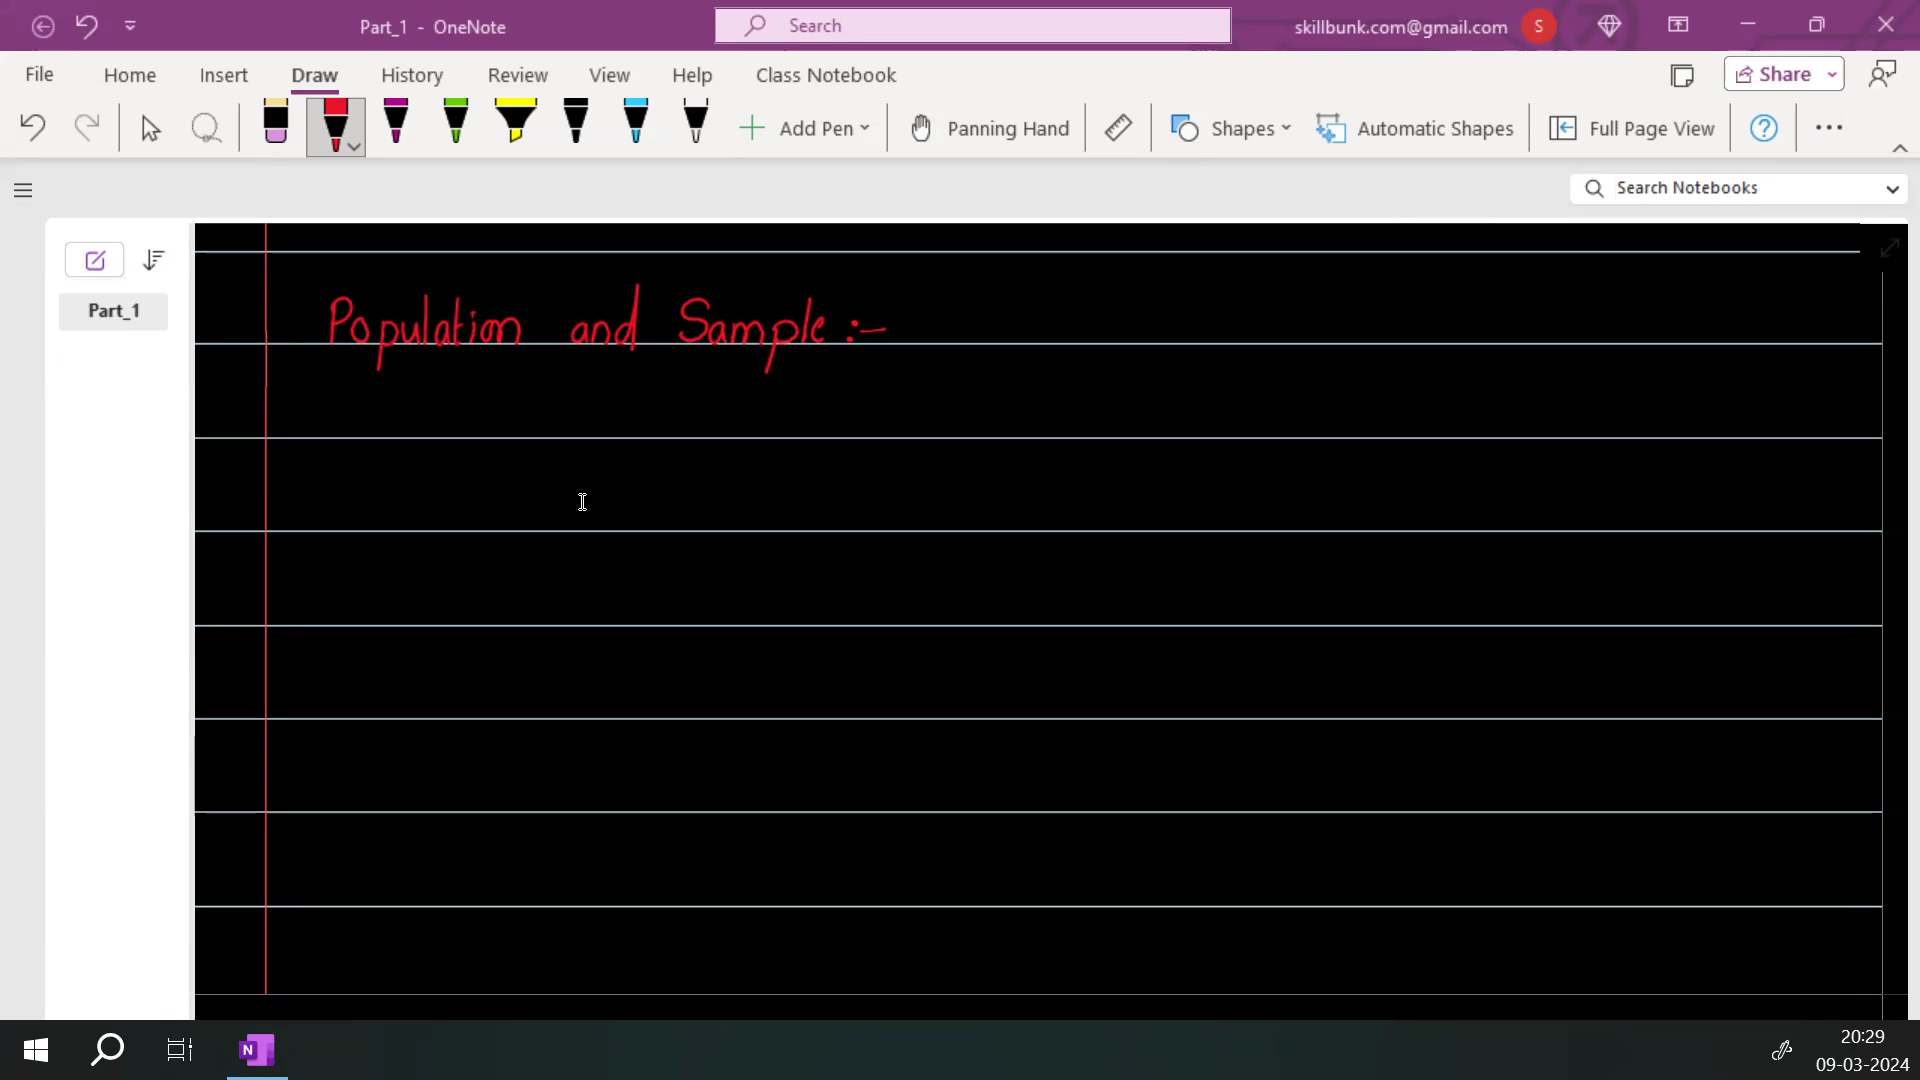 Part_1 - OneNote
Search
skillbunk.com@gmail.com
S
File
Home
Insert
Draw
History
Review
View
Help
Class Notebook
Share
Add Pen
Panning Hand
Shapes
Automatic Shapes
Full Page View
?
Search Notebooks
Part_1
Population and Sample :-
N
20:29
09-03-2024